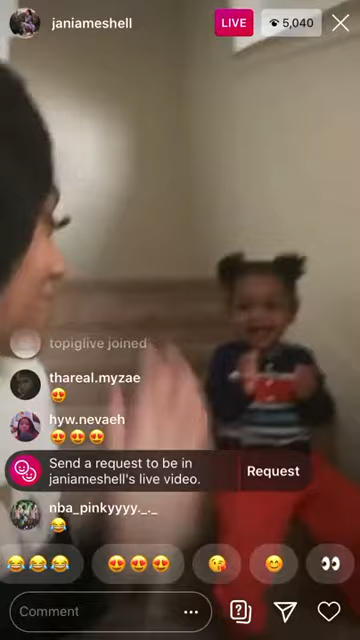 janiameshell
LIVE
5,040
topiglive joined
thareal.myzae
😍
hyw.nevaeh
😍😍😍
Send a request to be in
janiameshell's live video.
Request
nba_pinkyyyy._._
😂
😂😂😂 😍😍😍 😘 😊 👀
Comment